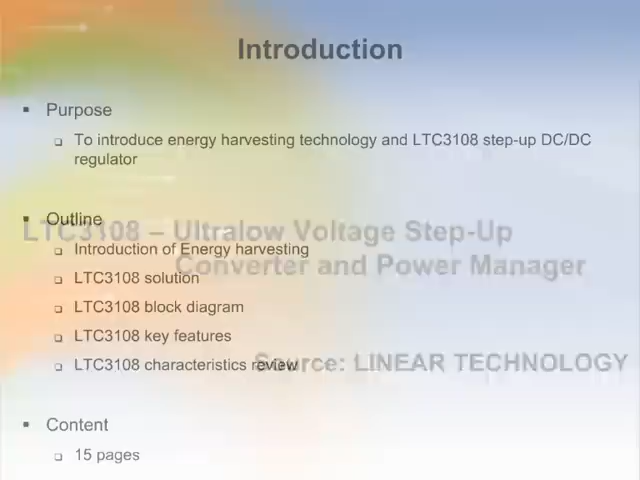 Introduction
Purpose
To introduce energy harvesting technology and LTC3108 step-up DC/DC
regulator
Outline
LTC3108 – Ultralow Voltage Step-Up
Introduction of Energy harvesting
Converter and Power Manager
LTC3108 solution
LTC3108 block diagram
LTC3108 key features
LTC3108 characteristics review
Source: LINEAR TECHNOLOGY
Content
15 pages